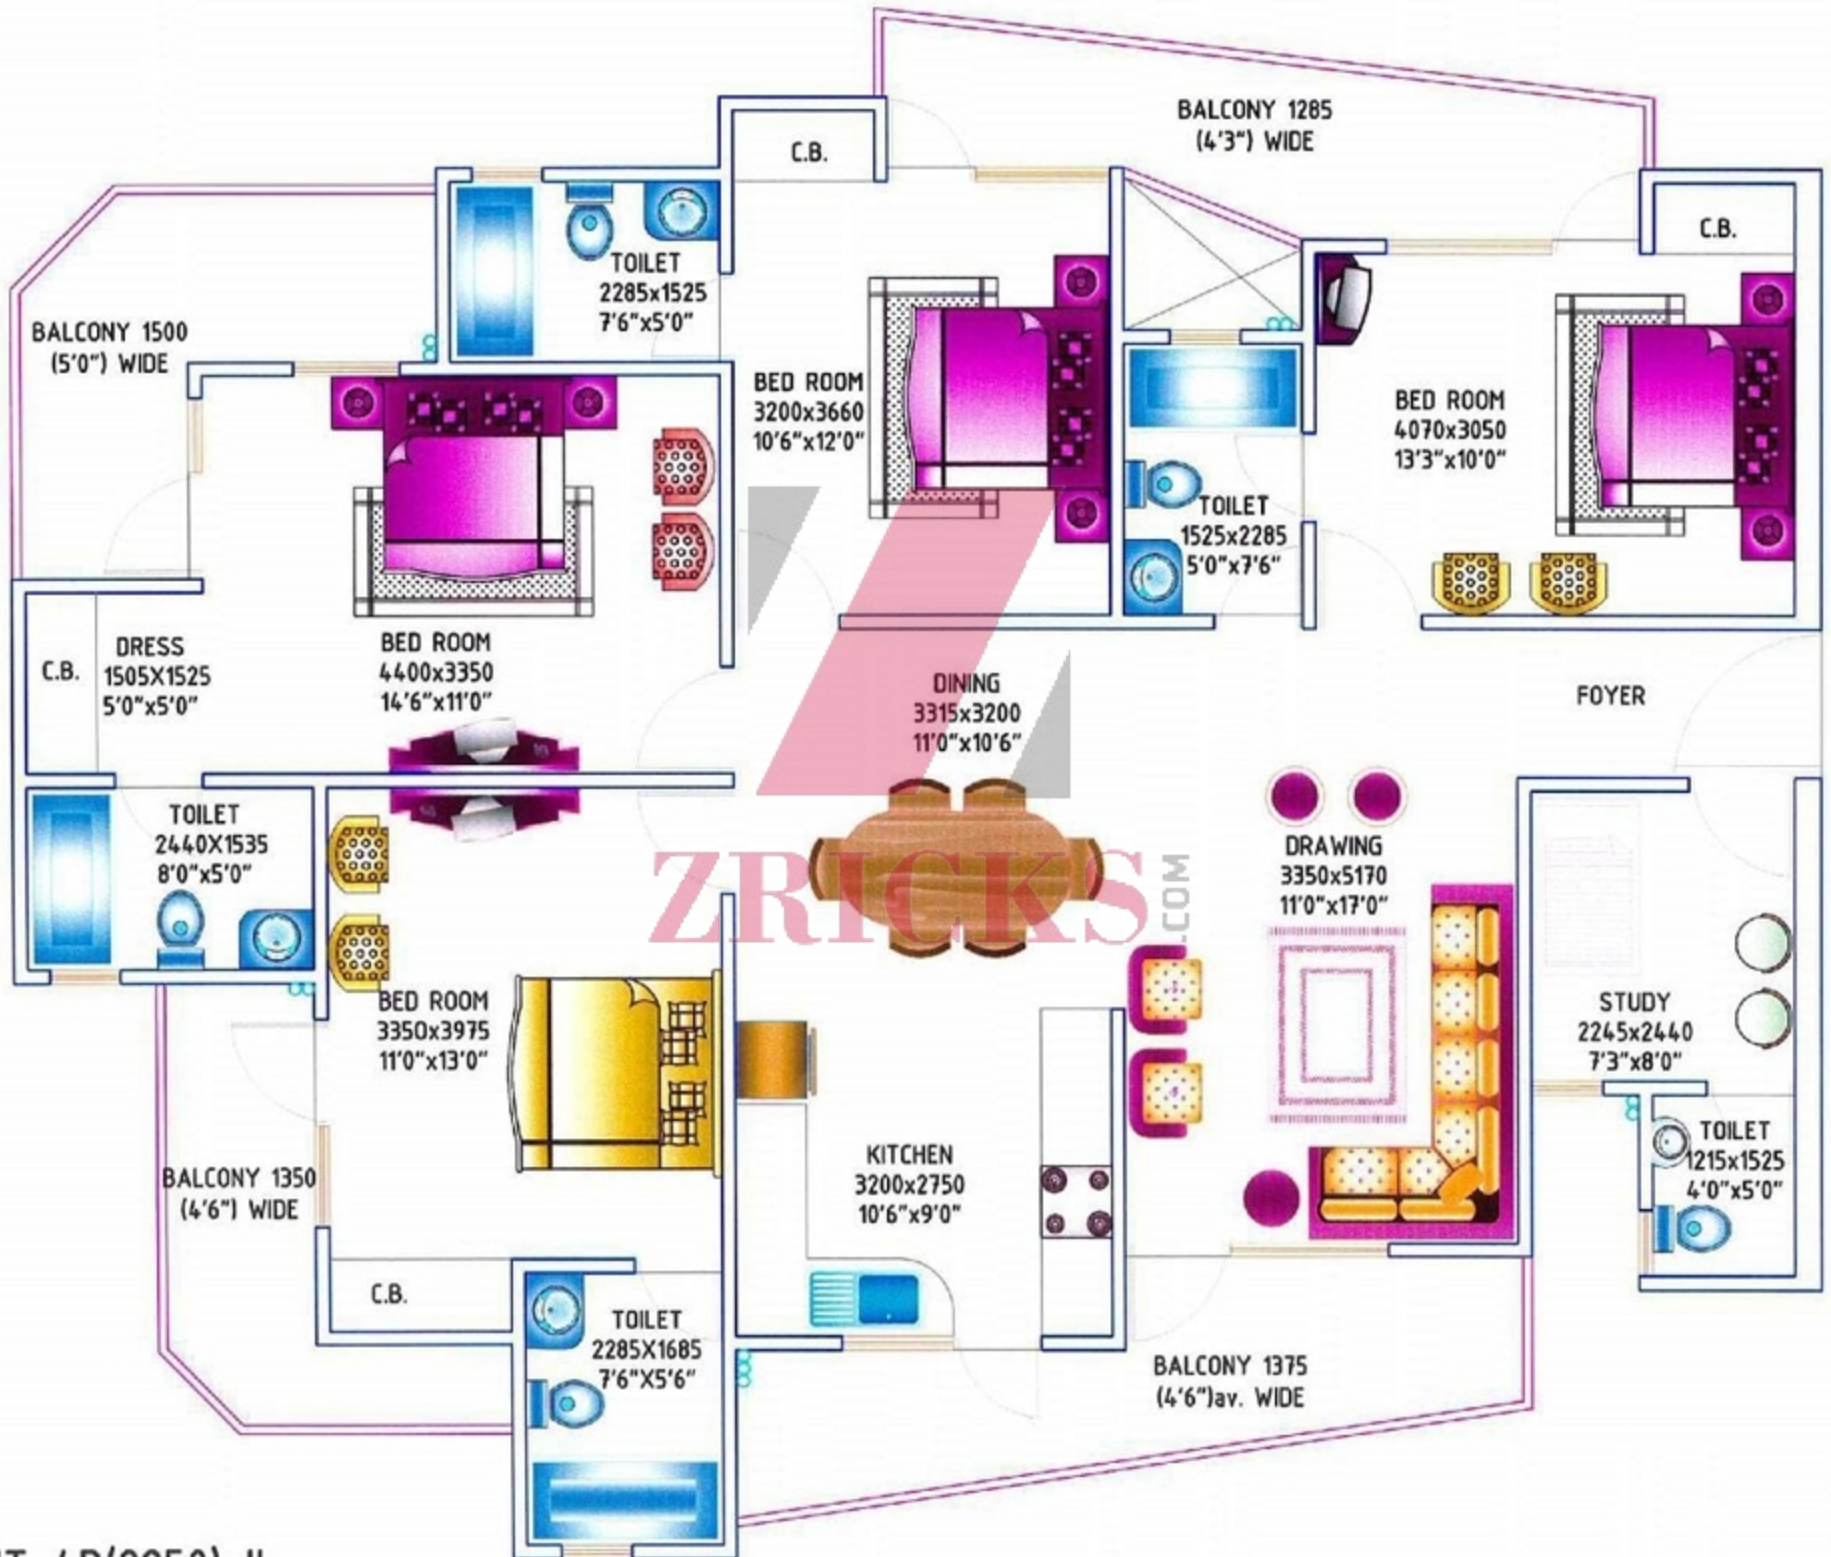 BALCONY 1285
(4'3") WIDE
C.B.
C.B.
TOILET
2285x1525
7'6"x5'0"
BALCONY 1500
(5'0") WIDE
BED ROOM
3200x3660
10'6"x12'0"
BED ROOM
4070x3050
13'3"x10'0"
TOILET
1525x2285
5'0"x7'6"
DRESS
1505X1525
5'0"x5'0"
C.B.
BED ROOM
4400x3350
14'6"x11'0"
DINING
3315x3200
11'0"x10'6"
FOYER
TOILET
2440X1535
8'0"x5'0"
DRAWING
3350x5170
11'0"x17'0"
ZRICKS
.COM
BED ROOM
3350x3975
11'0"x13'0"
STUDY
2245x2440
7'3"x8'0"
TOILET
1215x1525
4'0"x5'0"
KITCHEN
3200x2750
10'6"x9'0"
BALCONY 1350
(4'6") WIDE
C.B.
TOILET
2285X1685
7'6"X5'6"
BALCONY 1375
(4'6")av. WIDE